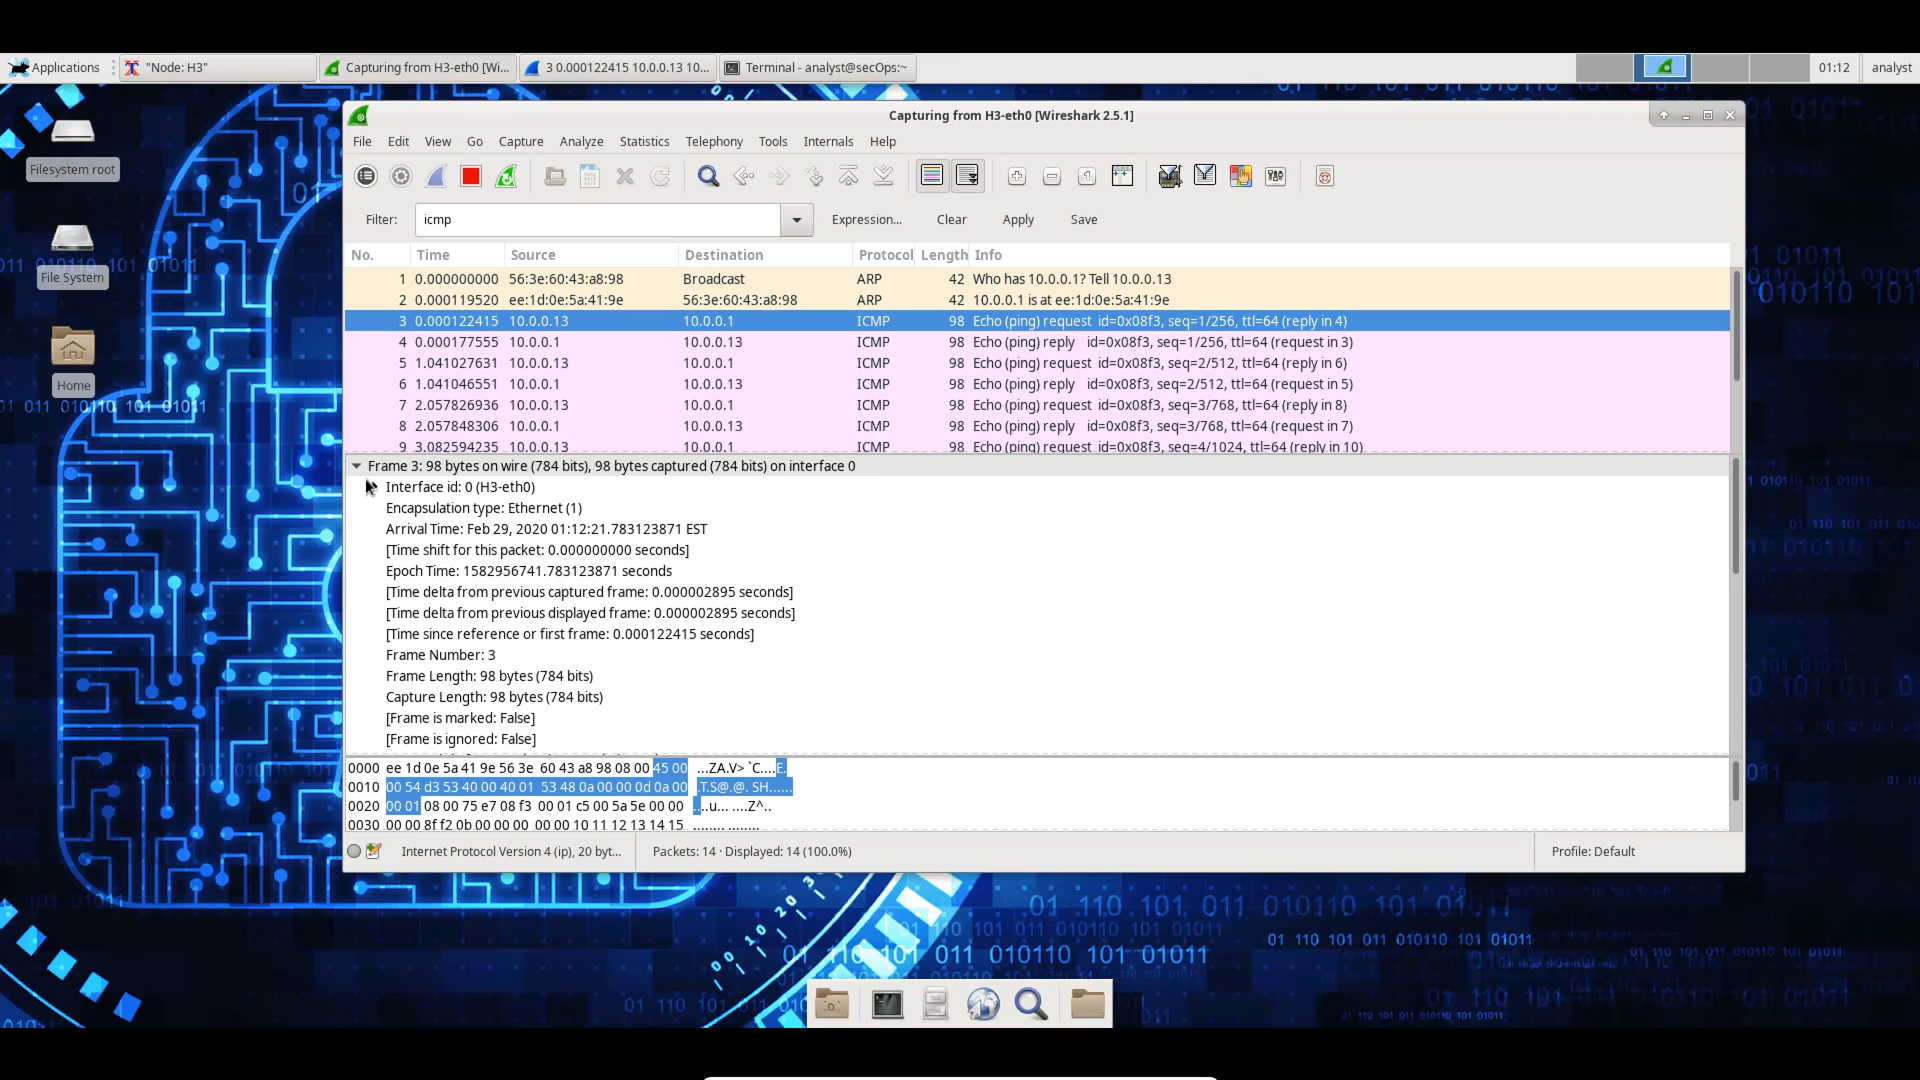 Applications "Node: H3" Capturing from H3-eth0 [Wi... 3 0.000122415 10.0.0.13 10... Terminal - analyst@secOps:~ 01:12 analyst
Filesystem root
File System
Home
Capturing from H3-eth0 [Wireshark 2.5.1]
File Edit View Go Capture Analyze Statistics Telephony Tools Internals Help
Filter: icmp Expression... Clear Apply Save
No. Time Source Destination Protocol Length Info
1 0.000000000 56:3e:60:43:a8:98 Broadcast ARP 42 Who has 10.0.0.1? Tell 10.0.0.13
2 0.000119520 ee:1d:0e:5a:41:9e 56:3e:60:43:a8:98 ARP 42 10.0.0.1 is at ee:1d:0e:5a:41:9e
3 0.000122415 10.0.0.13 10.0.0.1 ICMP 98 Echo (ping) request id=0x08f3, seq=1/256, ttl=64 (reply in 4)
4 0.000177555 10.0.0.1 10.0.0.13 ICMP 98 Echo (ping) reply id=0x08f3, seq=1/256, ttl=64 (request in 3)
5 1.041027631 10.0.0.13 10.0.0.1 ICMP 98 Echo (ping) request id=0x08f3, seq=2/512, ttl=64 (reply in 6)
6 1.041046551 10.0.0.1 10.0.0.13 ICMP 98 Echo (ping) reply id=0x08f3, seq=2/512, ttl=64 (request in 5)
7 2.057826936 10.0.0.13 10.0.0.1 ICMP 98 Echo (ping) request id=0x08f3, seq=3/768, ttl=64 (reply in 8)
8 2.057848306 10.0.0.1 10.0.0.13 ICMP 98 Echo (ping) reply id=0x08f3, seq=3/768, ttl=64 (request in 7)
9 3.082594235 10.0.0.13 10.0.0.1 ICMP 98 Echo (ping) request id=0x08f3, seq=4/1024, ttl=64 (reply in 10)
Frame 3: 98 bytes on wire (784 bits), 98 bytes captured (784 bits) on interface 0
Interface id: 0 (H3-eth0)
Encapsulation type: Ethernet (1)
Arrival Time: Feb 29, 2020 01:12:21.783123871 EST
[Time shift for this packet: 0.000000000 seconds]
Epoch Time: 1582956741.783123871 seconds
[Time delta from previous captured frame: 0.000002895 seconds]
[Time delta from previous displayed frame: 0.000002895 seconds]
[Time since reference or first frame: 0.000122415 seconds]
Frame Number: 3
Frame Length: 98 bytes (784 bits)
Capture Length: 98 bytes (784 bits)
[Frame is marked: False]
[Frame is ignored: False]
0000 ee 1d 0e 5a 41 9e 56 3e 60 43 a8 98 08 00 45 00 ...ZA.V> `C....E.
0010 00 54 d3 53 40 00 40 01 53 48 0a 00 00 0d 0a 00 .T.S@.@. SH......
0020 00 01 08 00 75 e7 08 f3 00 01 c5 00 5a 5e 00 00 ....u... ....Z^..
0030 00 00 8f f2 0b 00 00 00 00 00 10 11 12 13 14 15 ........ ........
Internet Protocol Version 4 (ip), 20 byt... Packets: 14 · Displayed: 14 (100.0%) Profile: Default